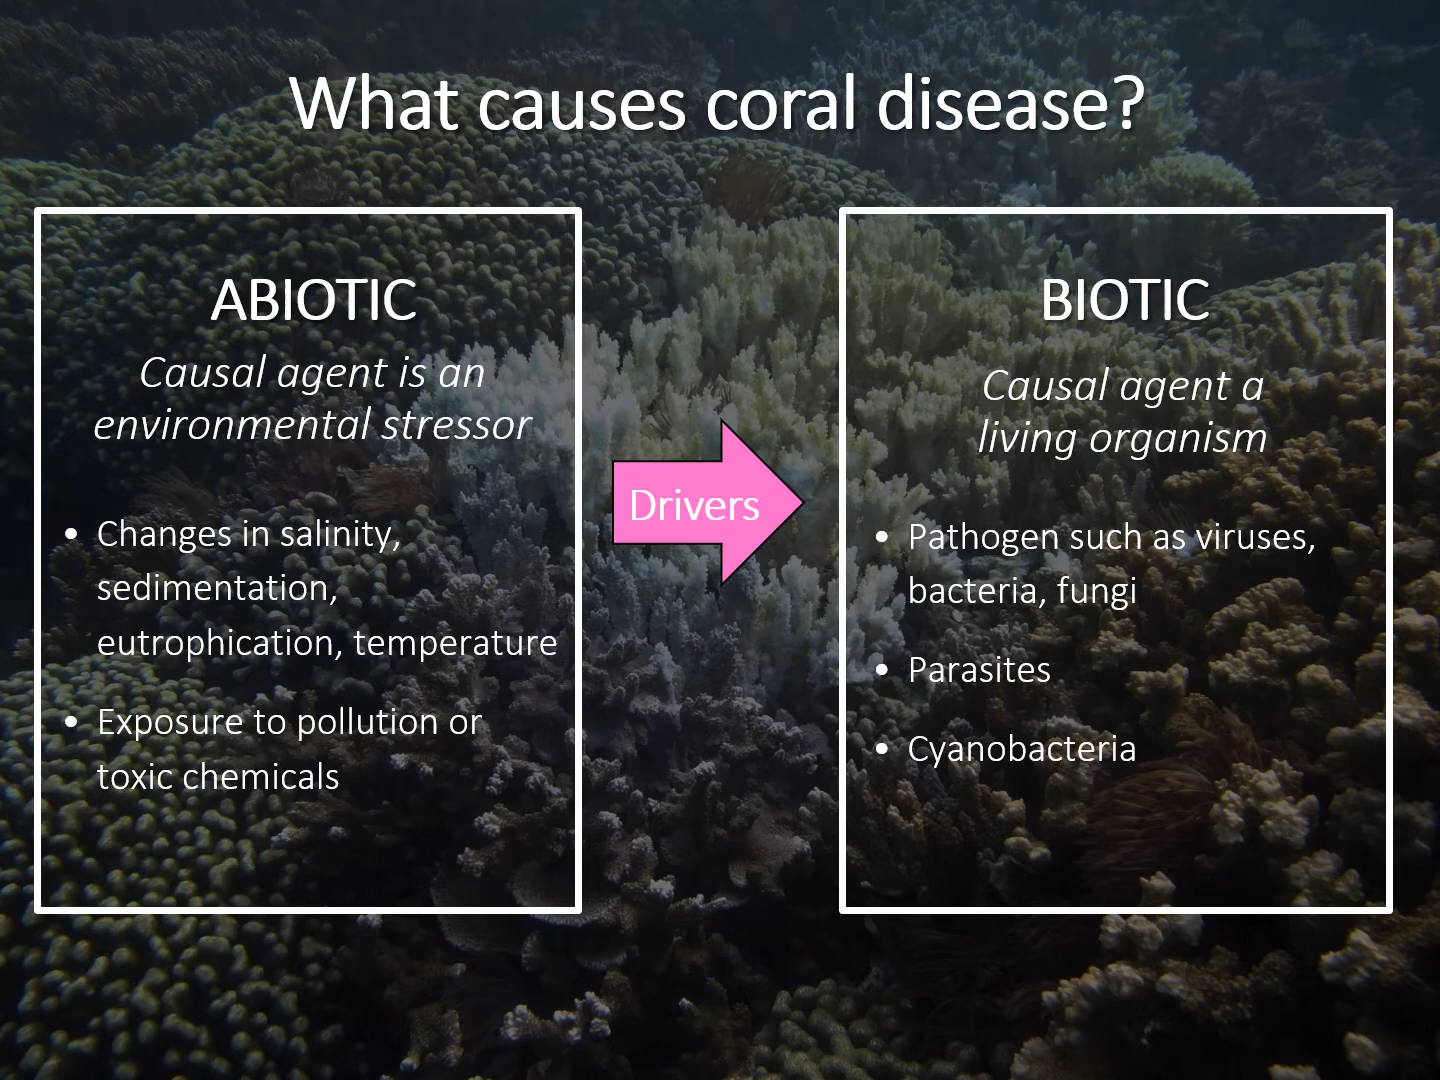 What causes coral disease?
ABIOTIC
Causal agent is an
environmental stressor
• Changes in salinity,
sedimentation,
eutrophication, temperature
• Exposure to pollution or
toxic chemicals
Drivers
BIOTIC
Causal agent a
living organism
• Pathogen such as viruses,
bacteria, fungi
• Parasites
• Cyanobacteria